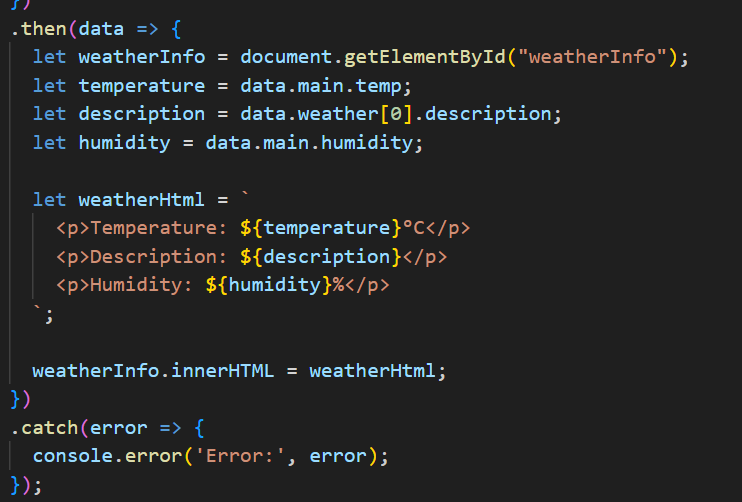 })
.then(data => {
  let weatherInfo = document.getElementById("weatherInfo");
  let temperature = data.main.temp;
  let description = data.weather[0].description;
  let humidity = data.main.humidity;

  let weatherHtml = `
    <p>Temperature: ${temperature}°C</p>
    <p>Description: ${description}</p>
    <p>Humidity: ${humidity}%</p>
  `;

  weatherInfo.innerHTML = weatherHtml;
})
.catch(error => {
  console.error('Error:', error);
});